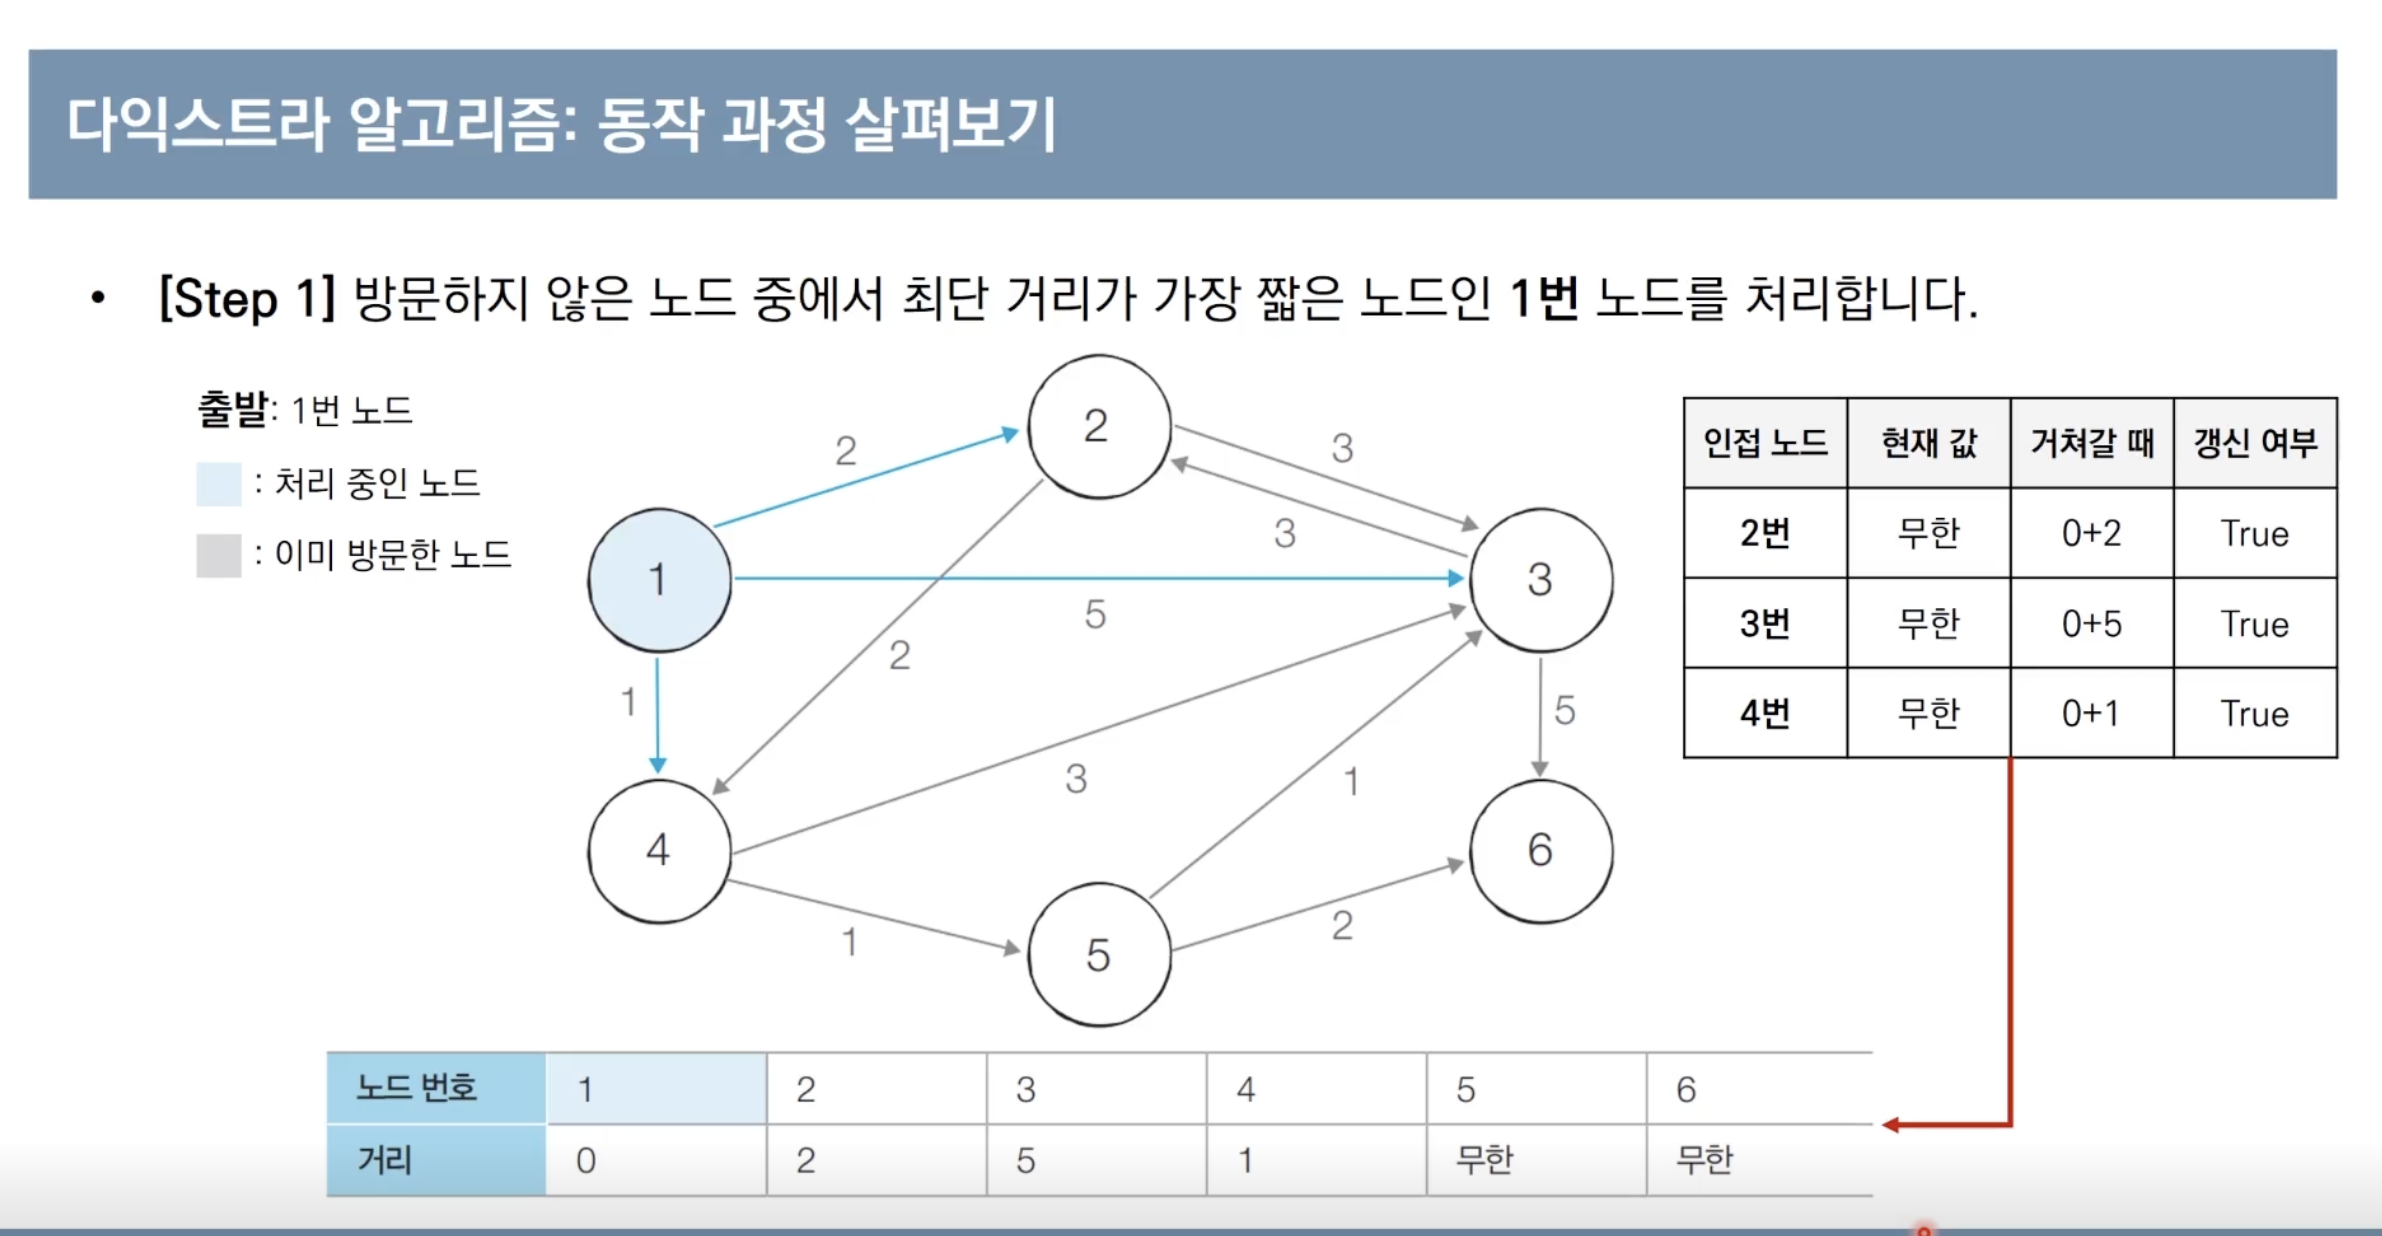 다익스트라 알고리즘: 동작 과정 살펴보기
• [Step 1] 방문하지 않은 노드 중에서 최단 거리가 가장 짧은 노드인 1번 노드를 처리합니다.
출발: 1번 노드
: 처리 중인 노드
: 이미 방문한 노드
2
2
3
3
1
3
5
2
1
5
3
1
4
6
1
5
2
인접 노드 현재 값 거쳐갈 때 갱신 여부
2번 무한 0+2 True
3번 무한 0+5 True
4번 무한 0+1 True
노드 번호 1 2 3 4 5 6
거리 0 2 5 1 무한 무한